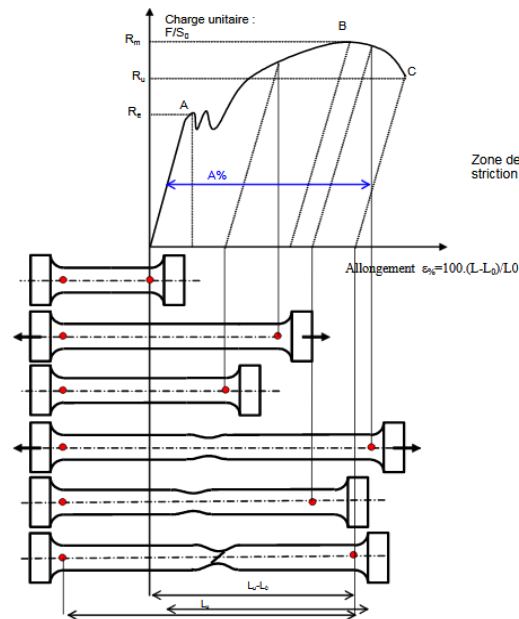 Charge unitaire :
F/S₀
Rm
B
Ru
C
Re
A
Zone de
striction
A%
Allongement ε%=100.(L-L₀)/L0
Lu-L₀
Lu